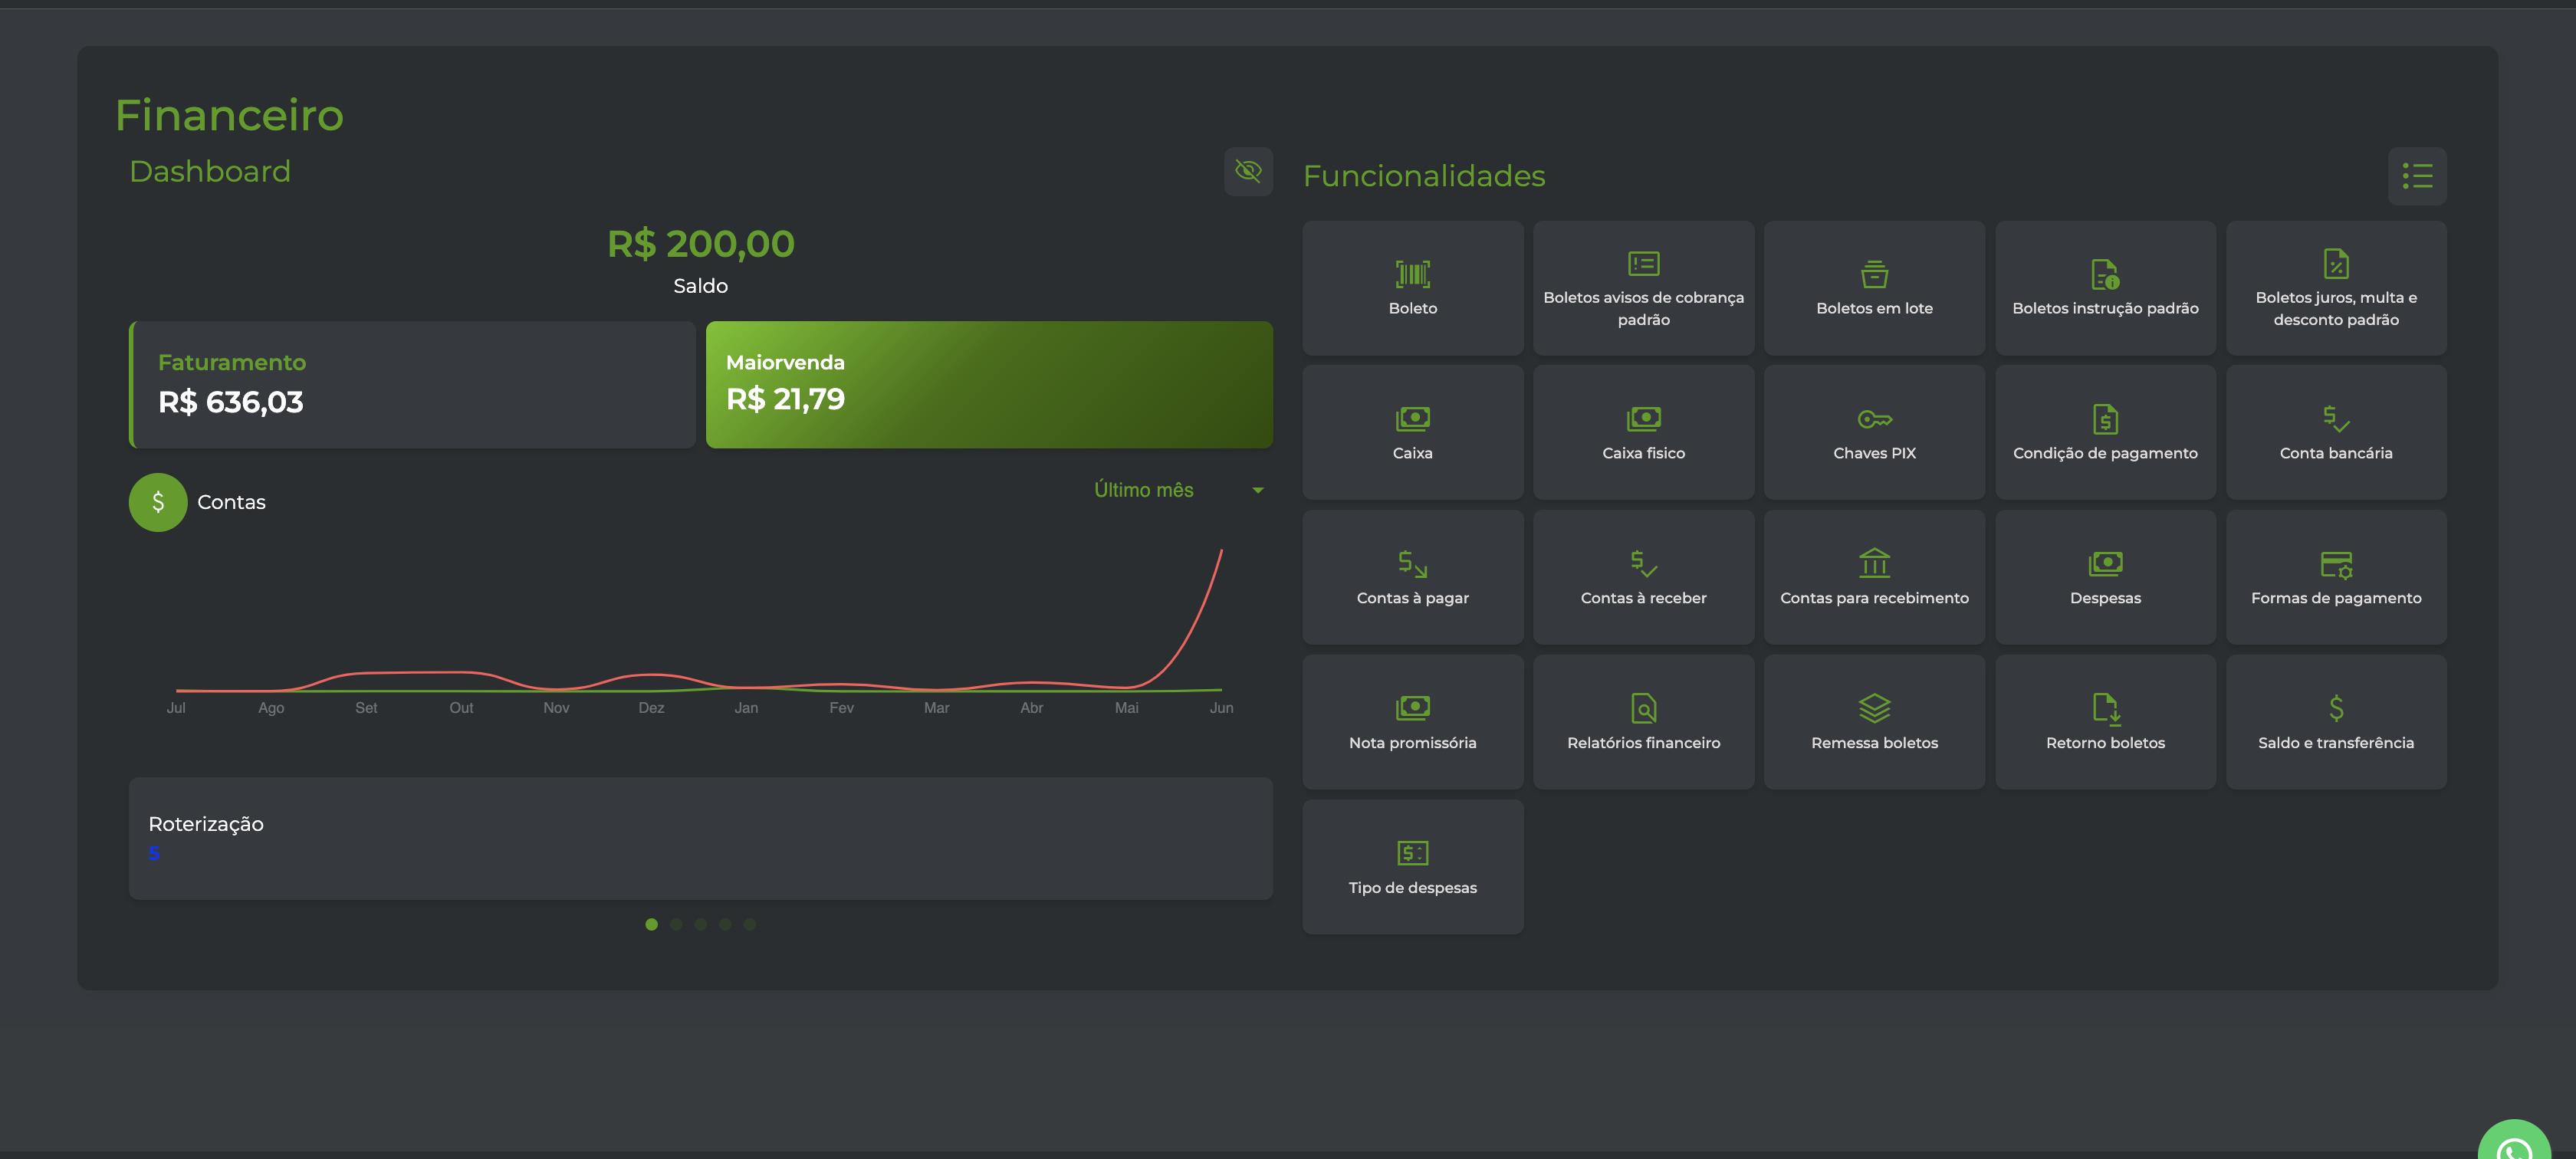 Financeiro
Dashboard
R$ 200,00
Saldo
Faturamento
R$ 636,03
Maiorvenda
R$ 21,79
$
Contas
Último mês
Jul Ago Set Out Nov Dez Jan Fev Mar Abr Mai Jun
Roterização
5
Funcionalidades
Boleto
Boletos avisos de cobrança
padrão
Boletos em lote
Boletos instrução padrão
Boletos juros, multa e
desconto padrão
Caixa
Caixa fisico
Chaves PIX
Condição de pagamento
Conta bancária
Contas à pagar
Contas à receber
Contas para recebimento
Despesas
Formas de pagamento
Nota promissória
Relatórios financeiro
Remessa boletos
Retorno boletos
Saldo e transferência
Tipo de despesas